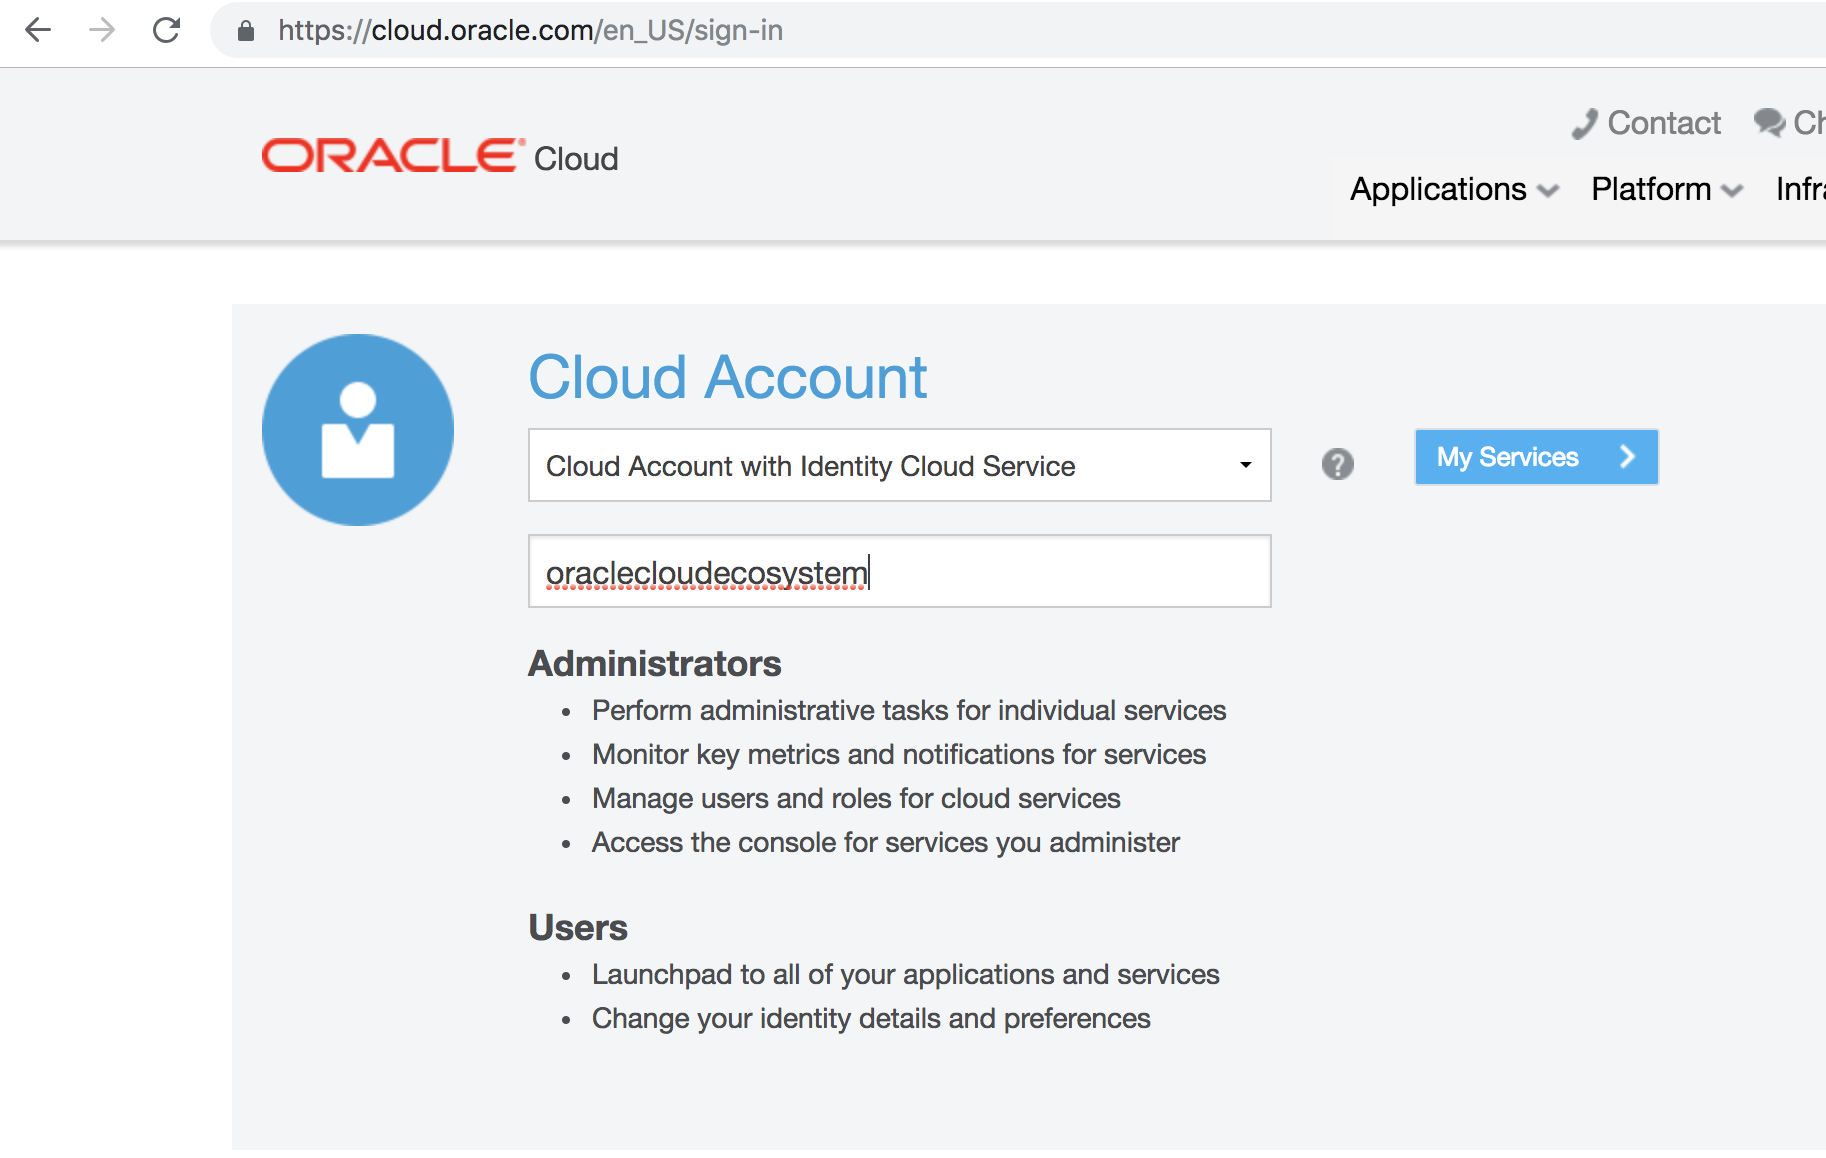 https://cloud.oracle.com/en_US/sign-in
ORACLE® Cloud
Contact Ch
Applications Platform Infra
Cloud Account
Cloud Account with Identity Cloud Service
? My Services
oraclecloudecosystem
Administrators
• Perform administrative tasks for individual services
• Monitor key metrics and notifications for services
• Manage users and roles for cloud services
• Access the console for services you administer
Users
• Launchpad to all of your applications and services
• Change your identity details and preferences